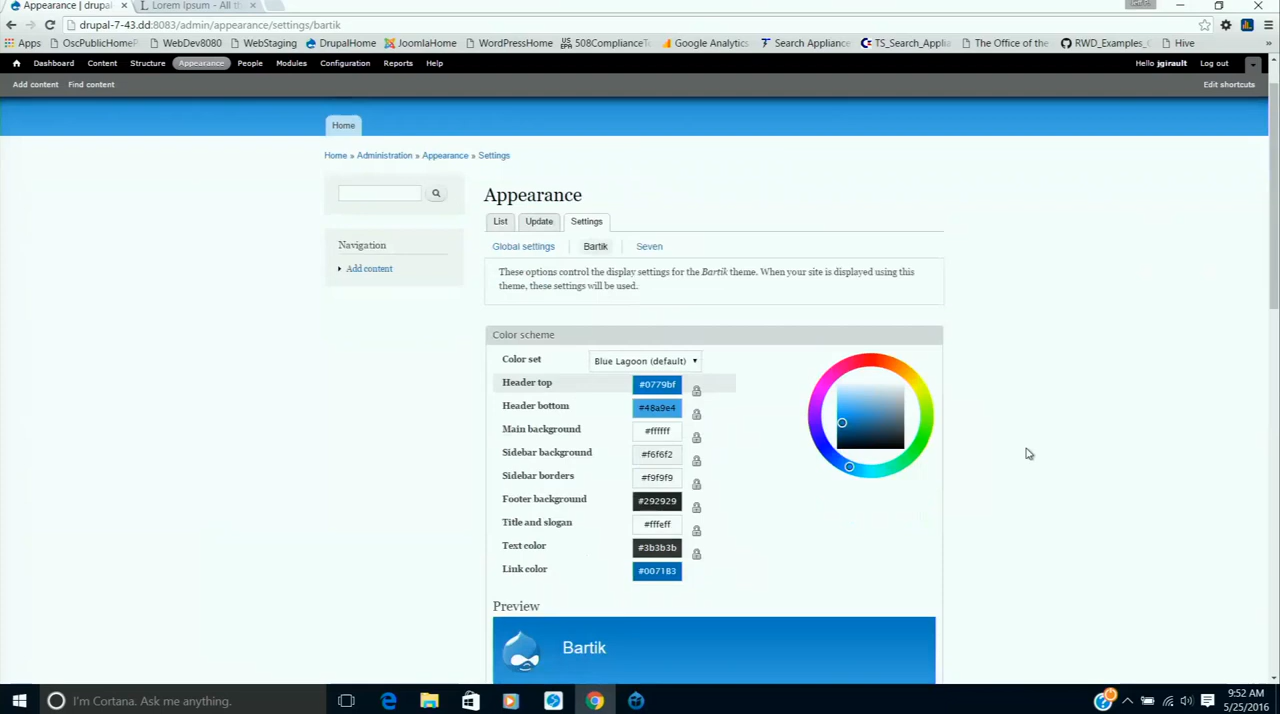 Appearance | drupal
Lorem Ipsum - All th
drupal-7-43.dd:8083/admin/appearance/settings/bartik
Apps OscPublicHomeP WebDev8080 WebStaging DrupalHome JoomlaHome WordPressHome 508ComplianceTo Google Analytics Search Appliance TS_Search_Appli The Office of the RWD_Examples_ Hive »
Dashboard Content Structure Appearance People Modules Configuration Reports Help Hello jgirault Log out
Add content Find content Edit shortcuts
Home
Home » Administration » Appearance » Settings
Appearance
List Update Settings
Navigation
Global settings Bartik Seven
Add content
These options control the display settings for the Bartik theme. When your site is displayed using this
theme, these settings will be used.
Color scheme
Color set Blue Lagoon (default)
Header top #0779bf
Header bottom #48a9e4
Main background #ffffff
Sidebar background #f6f6f2
Sidebar borders #f9f9f9
Footer background #292929
Title and slogan #fffeff
Text color #3b3b3b
Link color #0071B3
Preview
Bartik
I'm Cortana. Ask me anything.
9:52 AM
5/25/2016